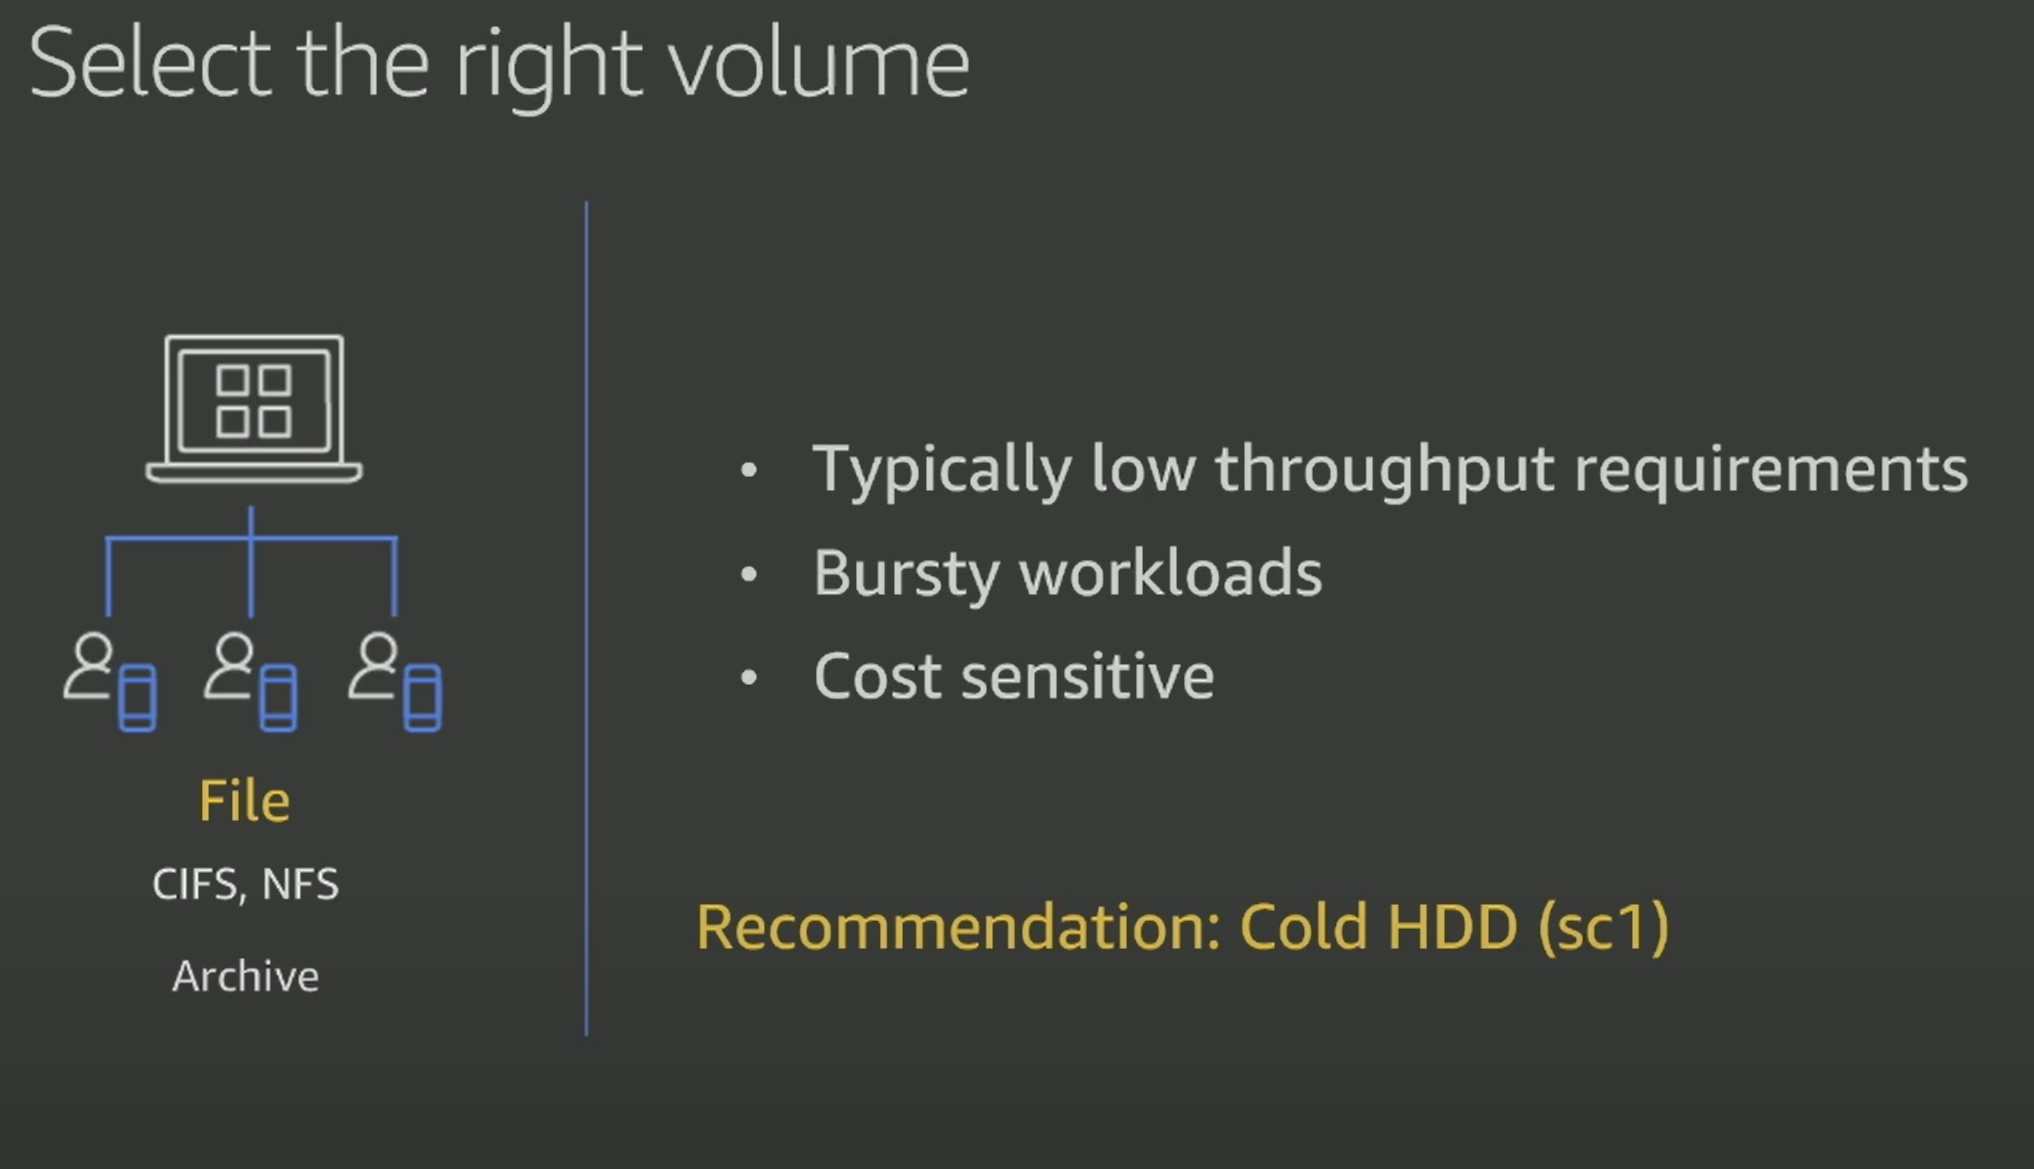 Select the right volume
File
CIFS, NFS
Archive
• Typically low throughput requirements
• Bursty workloads
• Cost sensitive
Recommendation: Cold HDD (sc1)